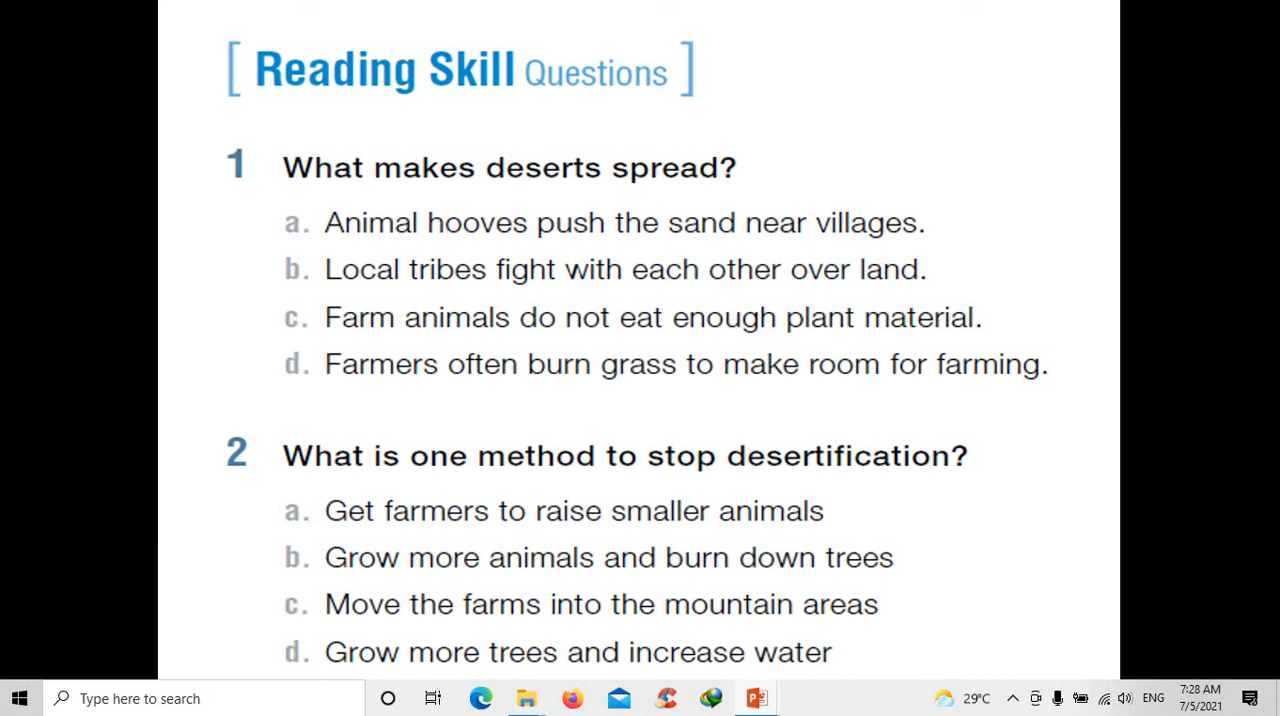 [ Reading Skill Questions ]
1 What makes deserts spread?
a. Animal hooves push the sand near villages.
b. Local tribes fight with each other over land.
c. Farm animals do not eat enough plant material.
d. Farmers often burn grass to make room for farming.
2 What is one method to stop desertification?
a. Get farmers to raise smaller animals
b. Grow more animals and burn down trees
c. Move the farms into the mountain areas
d. Grow more trees and increase water
Type here to search
29°C
ENG
7:28 AM
7/5/2021